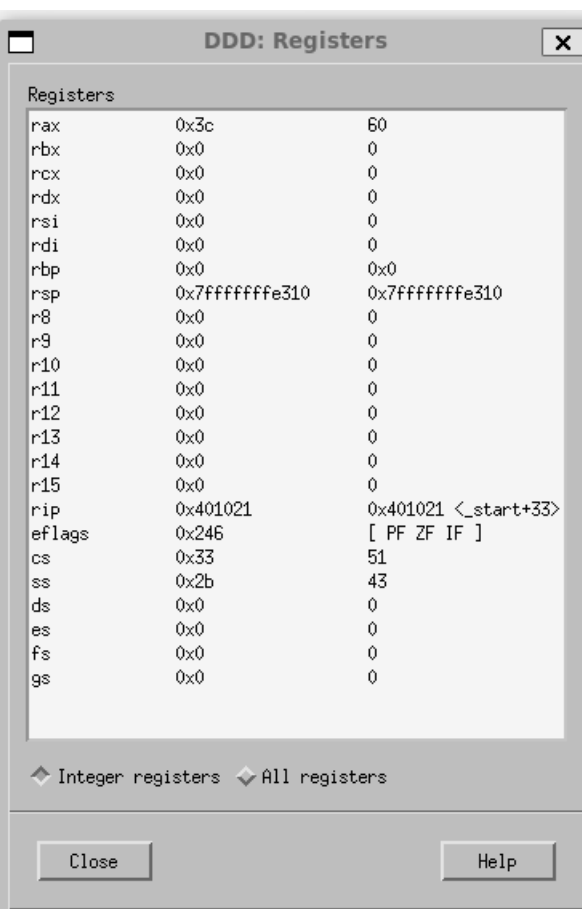 DDD: Registers
Registers
rax 0x3c 60
rbx 0x0 0
rcx 0x0 0
rdx 0x0 0
rsi 0x0 0
rdi 0x0 0
rbp 0x0 0x0
rsp 0x7fffffffe310 0x7fffffffe310
r8 0x0 0
r9 0x0 0
r10 0x0 0
r11 0x0 0
r12 0x0 0
r13 0x0 0
r14 0x0 0
r15 0x0 0
rip 0x401021 0x401021 <_start+33>
eflags 0x246 [ PF ZF IF ]
cs 0x33 51
ss 0x2b 43
ds 0x0 0
es 0x0 0
fs 0x0 0
gs 0x0 0
Integer registers All registers
Close Help